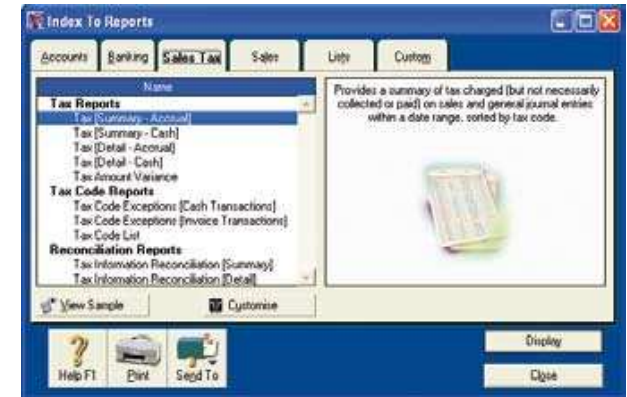 Index To Reports
Accounts Banking Sales Tax Sales Lists Custom
Name
Tax Reports
Tax [Summary - Accrual]
Tax [Summary - Cash]
Tax [Detail - Accrual]
Tax [Detail - Cash]
Tax Amount Variance
Tax Code Reports
Tax Code Exceptions [Cash Transactions]
Tax Code Exceptions [Invoice Transactions]
Tax Code List
Reconciliation Reports
Tax Information Reconciliation [Summary]
Tax Information Reconciliation [Detail]
Provides a summary of tax charged (but not necessarily
collected or paid) on sales and general journal entries
within a date range, sorted by tax code.
View Sample Customise
Help F1 Print Send To
Display
Close